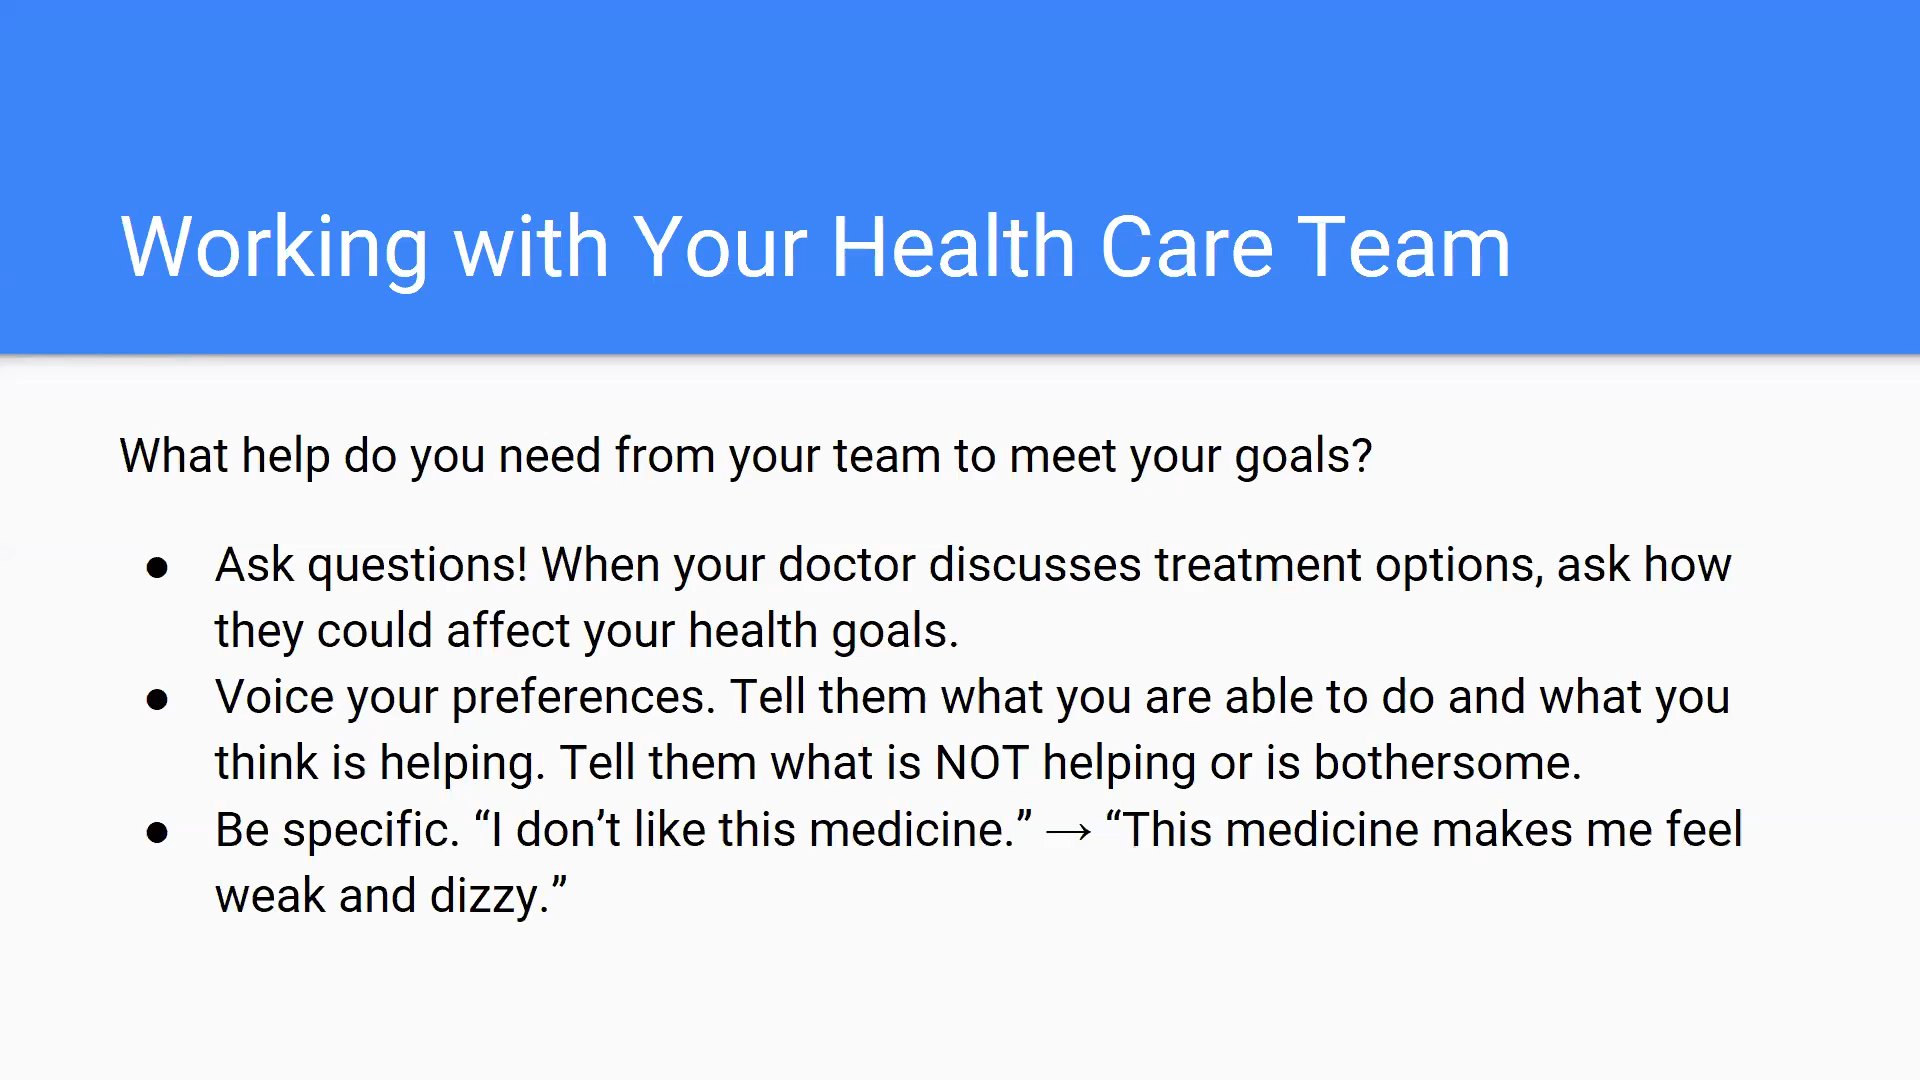 Working with Your Health Care Team
What help do you need from your team to meet your goals?
● Ask questions! When your doctor discusses treatment options, ask how
they could affect your health goals.
● Voice your preferences. Tell them what you are able to do and what you
think is helping. Tell them what is NOT helping or is bothersome.
● Be specific. “I don’t like this medicine.” → “This medicine makes me feel
weak and dizzy.”